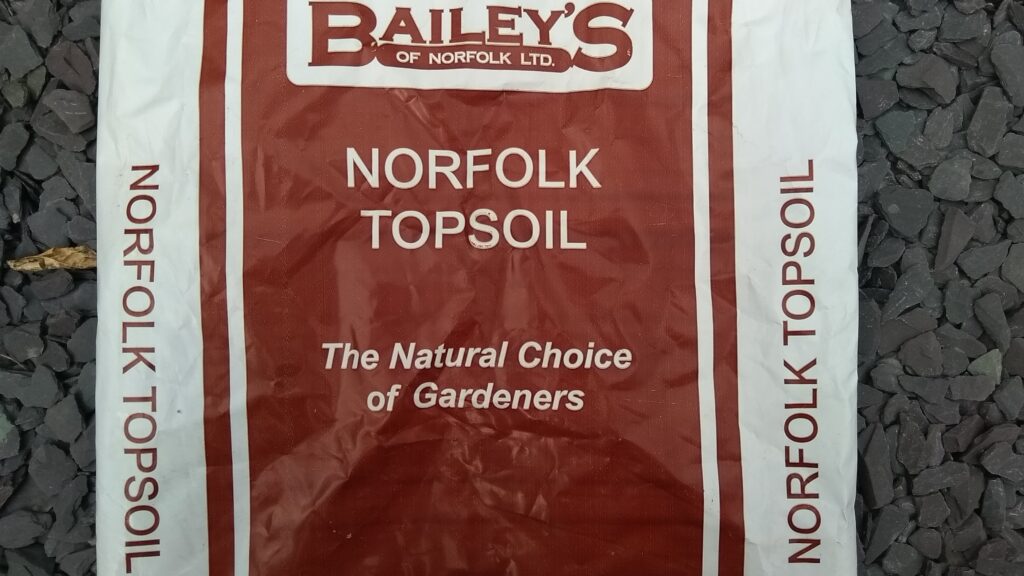 BAILEY'S
OF NORFOLK LTD.
NORFOLK
TOPSOIL
The Natural Choice
of Gardeners
NORFOLK TOPSOIL
NORFOLK TOPSOIL